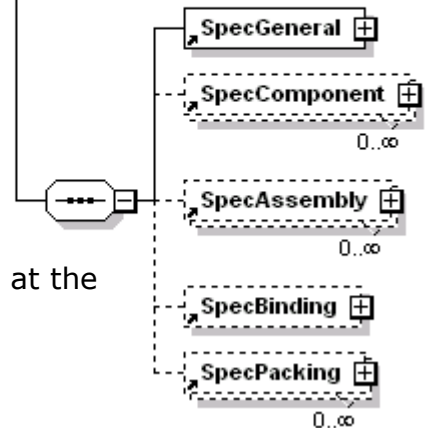 SpecGeneral
SpecComponent
0..∞
SpecAssembly
0..∞
at the
SpecBinding
SpecPacking
0..∞